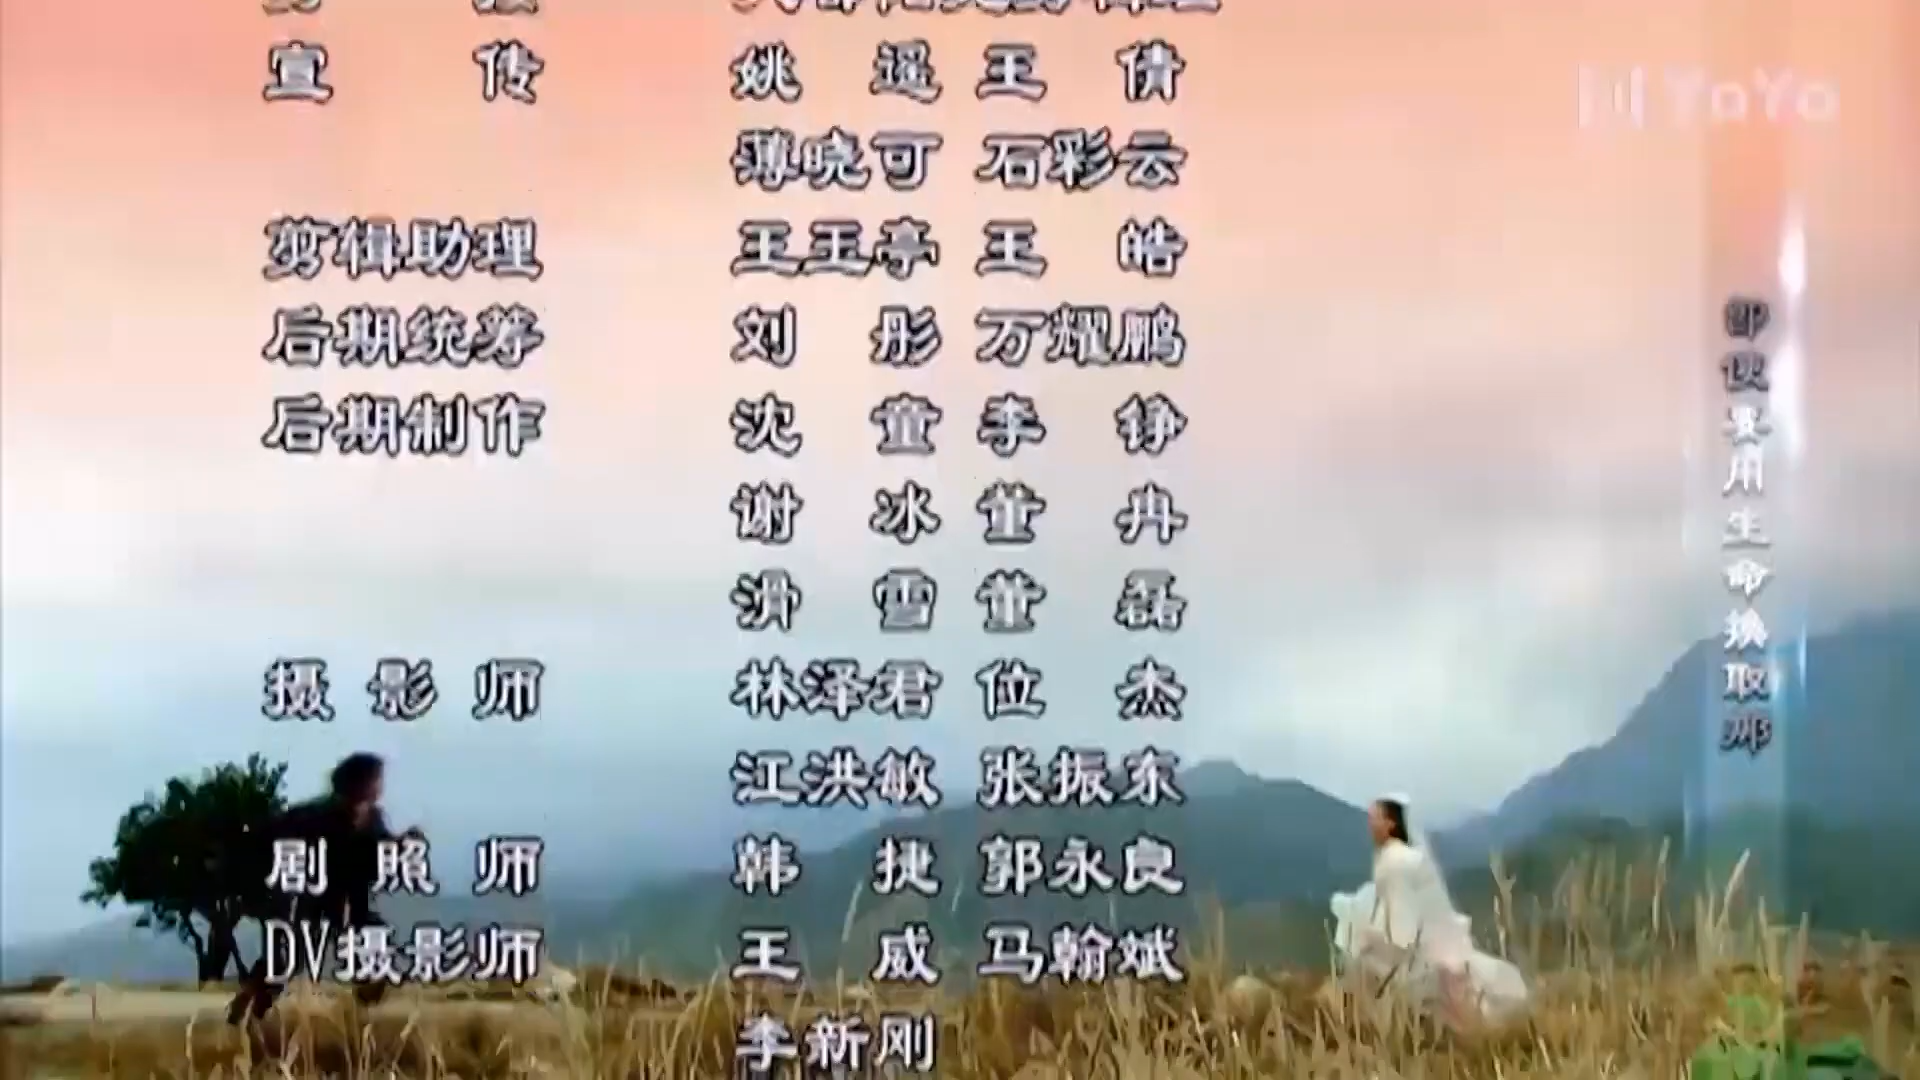 宣传 姚遥 王倩
薄晓可 石彩云
剪辑助理 王玉亭 王皓
后期统筹 刘彤 万耀鹏
后期制作 沈童 李铮
谢冰 董冉
滑雪 董磊
摄影师 林泽君 位杰
江洪敏 张振东
剧照师 韩捷 郭永良
DV摄影师 王威 马翰斌
李新刚
YoYo
即使要用生命换取那